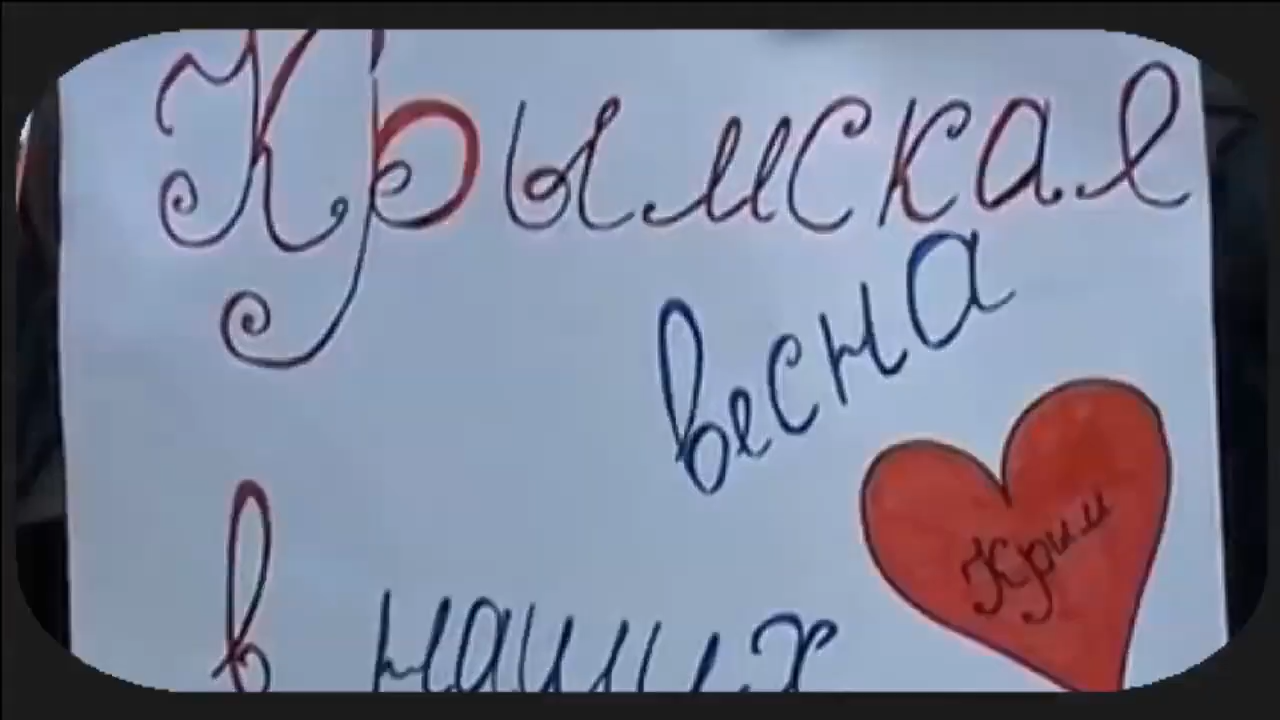 Крымская
весна
Крим
в наших